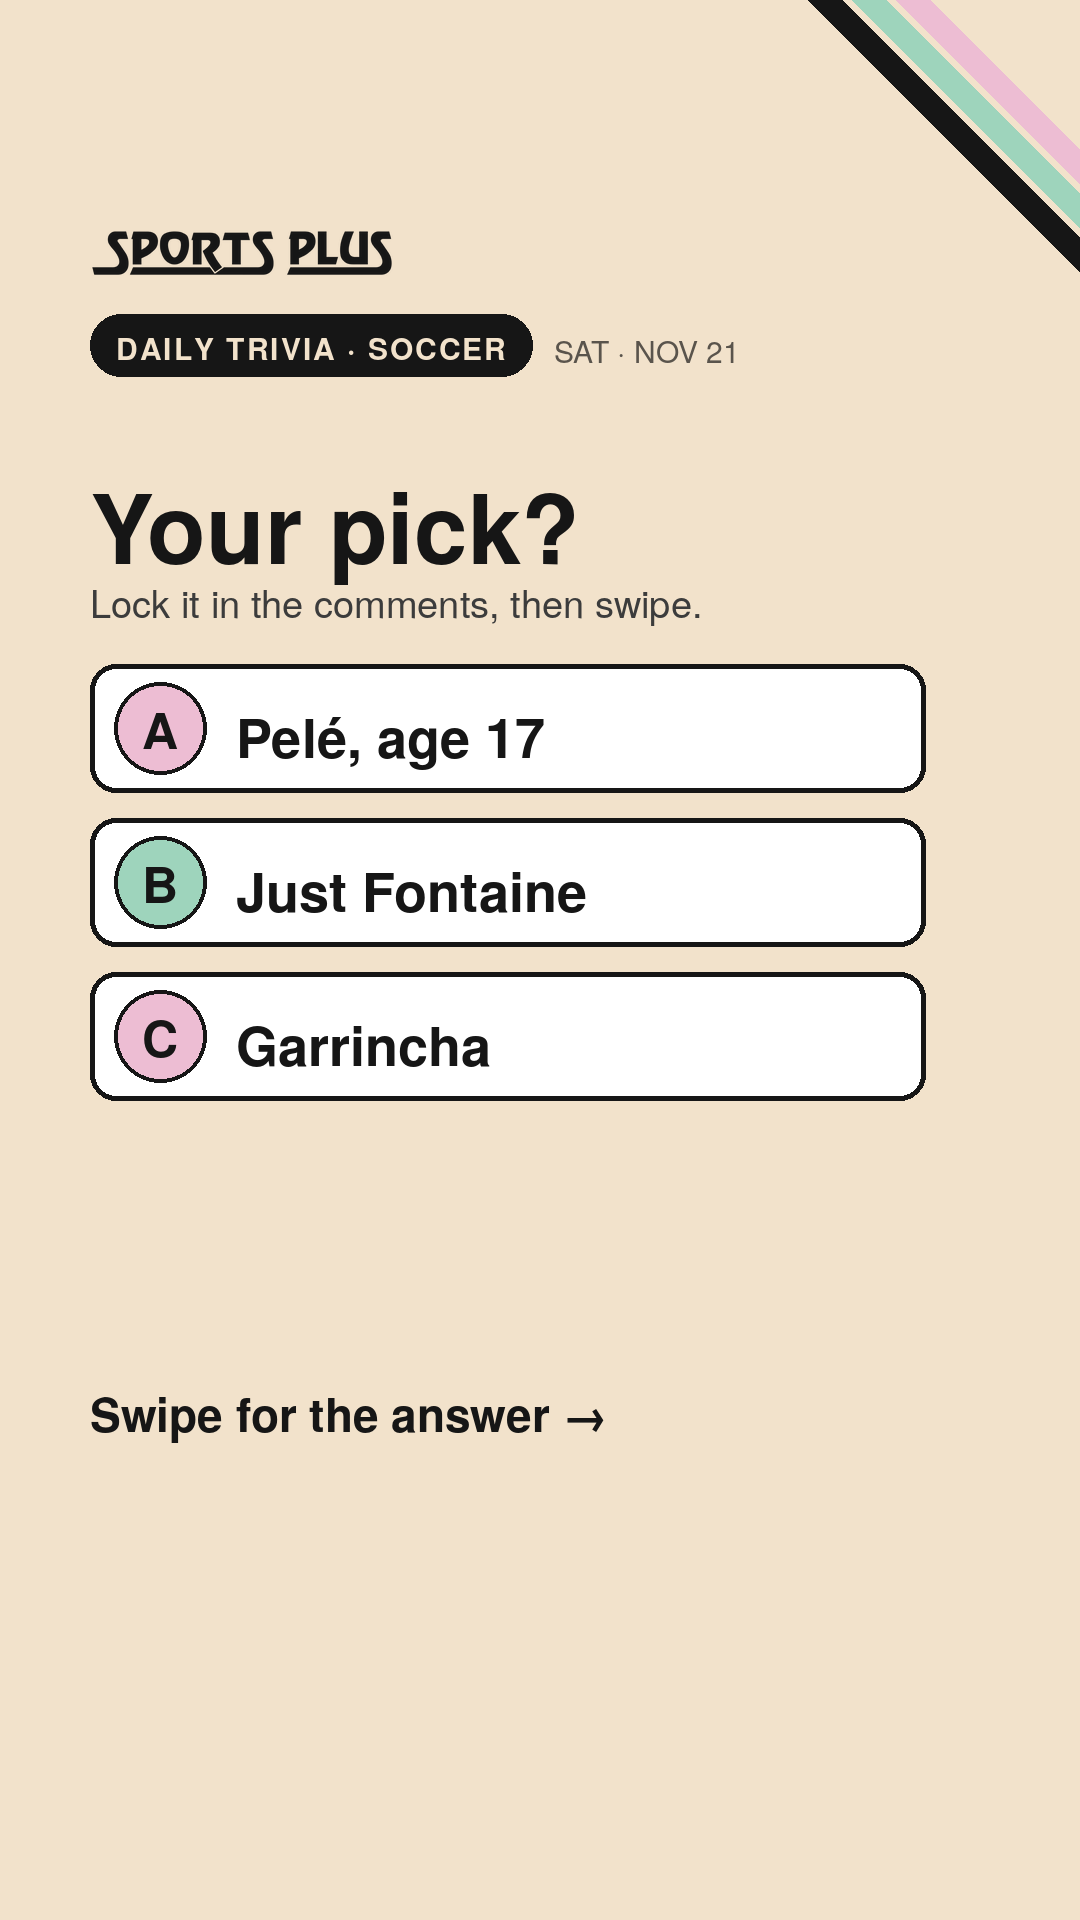 SPORTS PLUS
DAILY TRIVIA · SOCCER
SAT · NOV 21
Your pick?
Lock it in the comments, then swipe.
A Pelé, age 17
B Just Fontaine
C Garrincha
Swipe for the answer →